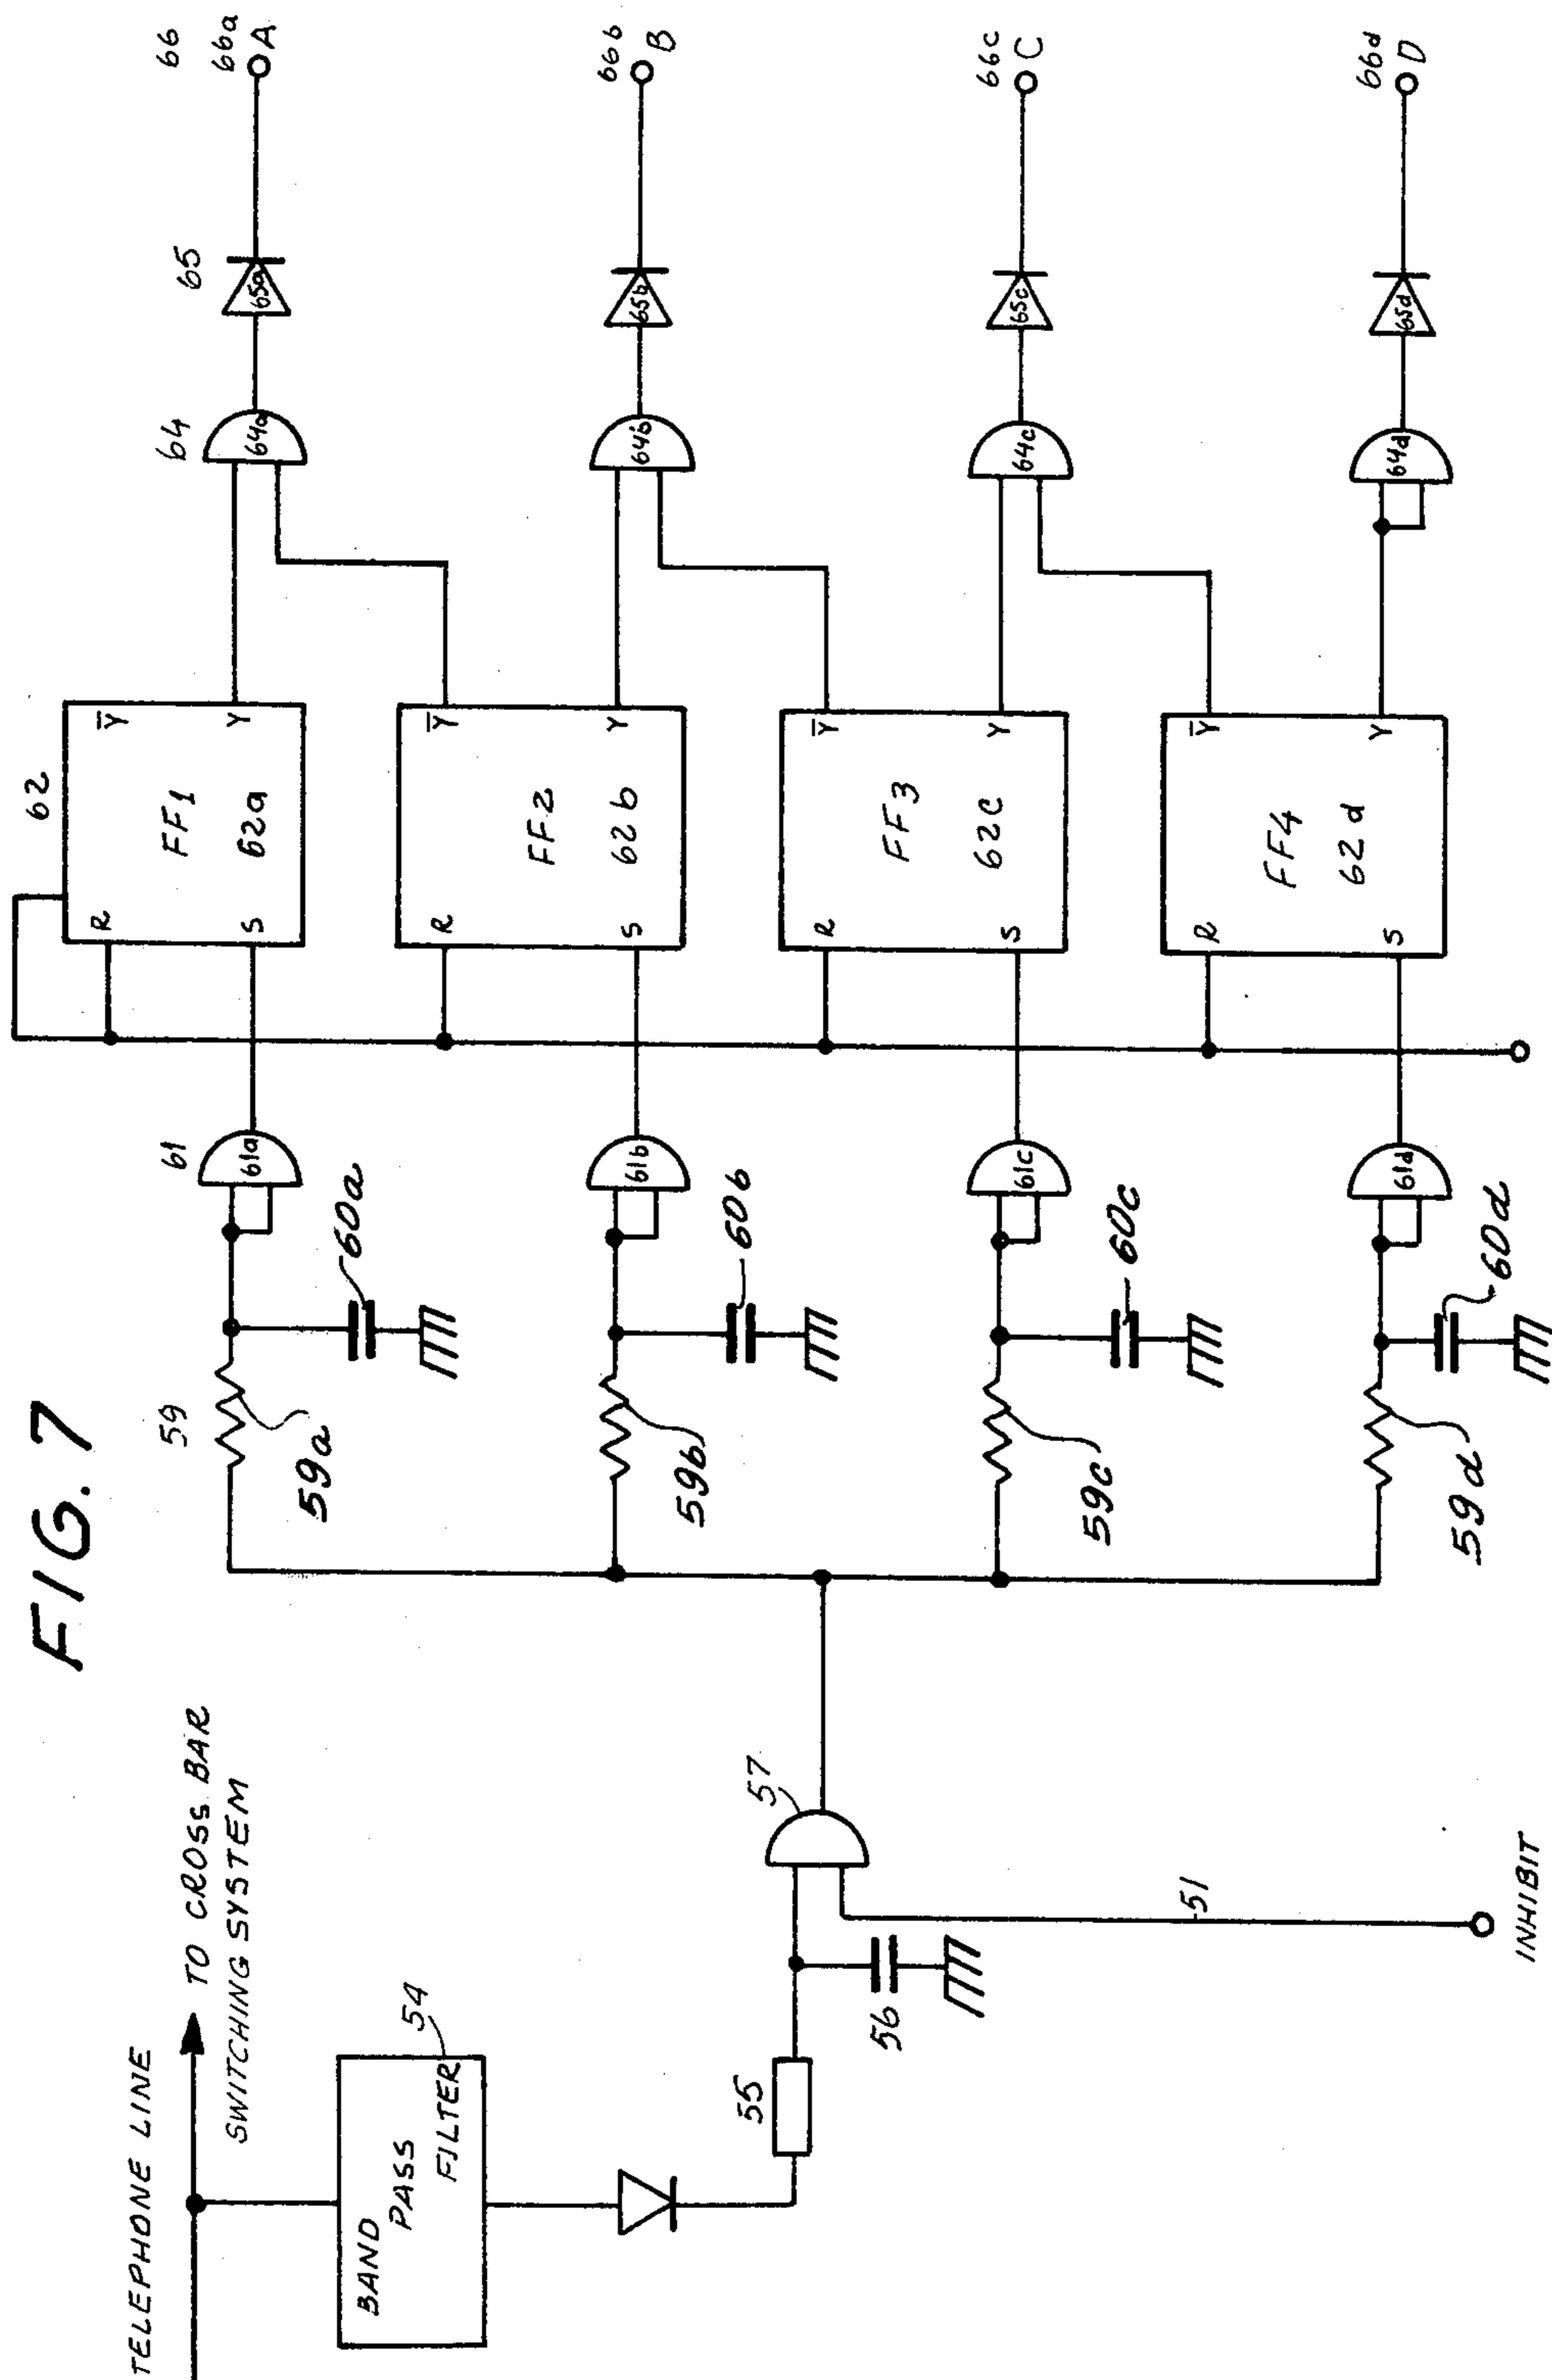 FIG. 7
TELEPHONE LINE
TO CROSS BAR
SWITCHING SYSTEM
BAND
PASS
FILTER
54
55
56
57
51
INHIBIT
59
59a
60a
61
61a
62
R
S
FF1
62a
Y̅
Y
64
64a
65
65a
66
66a
A
59b
60b
61b
R
S
FF2
62b
Y̅
Y
64b
65b
66b
B
59c
60c
61c
R
S
FF3
62c
Y̅
Y
64c
65c
66c
C
59d
60d
61d
R
S
FF4
62d
Y̅
Y
64d
65d
66d
D